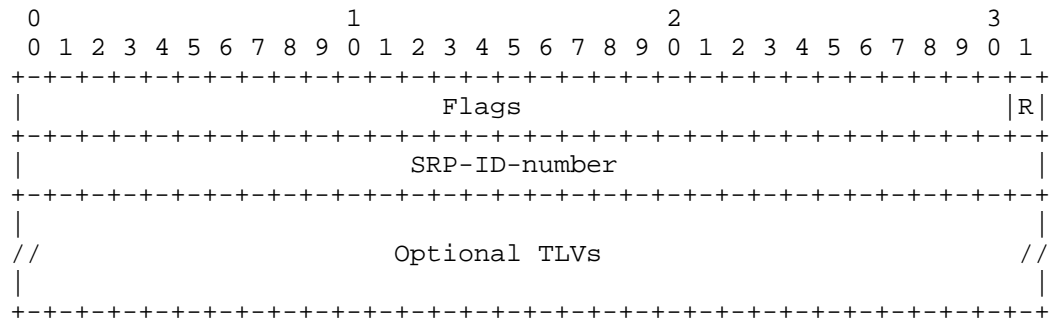 0                   1                   2                   3
 0 1 2 3 4 5 6 7 8 9 0 1 2 3 4 5 6 7 8 9 0 1 2 3 4 5 6 7 8 9 0 1
+-+-+-+-+-+-+-+-+-+-+-+-+-+-+-+-+-+-+-+-+-+-+-+-+-+-+-+-+-+-+-+-+
|                          Flags                              |R|
+-+-+-+-+-+-+-+-+-+-+-+-+-+-+-+-+-+-+-+-+-+-+-+-+-+-+-+-+-+-+-+-+
|                        SRP-ID-number                          |
+-+-+-+-+-+-+-+-+-+-+-+-+-+-+-+-+-+-+-+-+-+-+-+-+-+-+-+-+-+-+-+-+
|                                                               |
//                      Optional TLVs                          //
|                                                               |
+-+-+-+-+-+-+-+-+-+-+-+-+-+-+-+-+-+-+-+-+-+-+-+-+-+-+-+-+-+-+-+-+